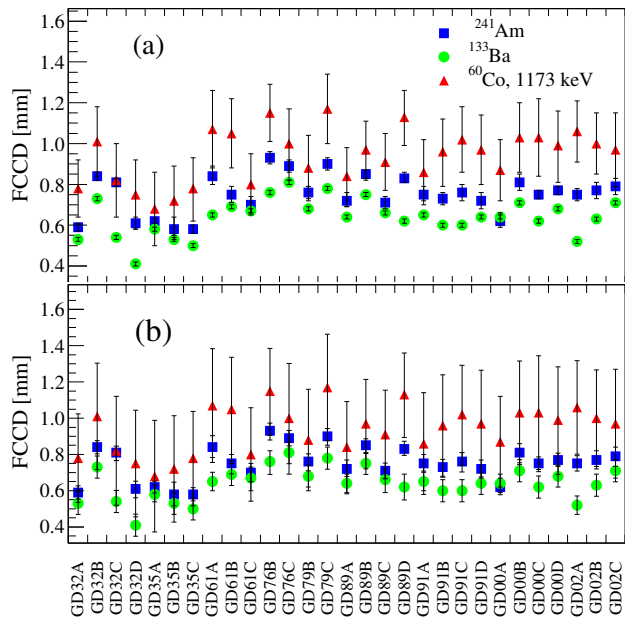 (a)
²⁴¹Am
¹³³Ba
⁶⁰Co, 1173 keV
FCCD [mm]
1.6
1.4
1.2
1.0
0.8
0.6
0.4
(b)
FCCD [mm]
1.6
1.4
1.2
1.0
0.8
0.6
0.4
GD32A
GD32B
GD32C
GD32D
GD35A
GD35B
GD35C
GD61A
GD61B
GD61C
GD76B
GD76C
GD79B
GD79C
GD89A
GD89B
GD89C
GD89D
GD91A
GD91B
GD91C
GD91D
GD00A
GD00B
GD00C
GD00D
GD02A
GD02B
GD02C